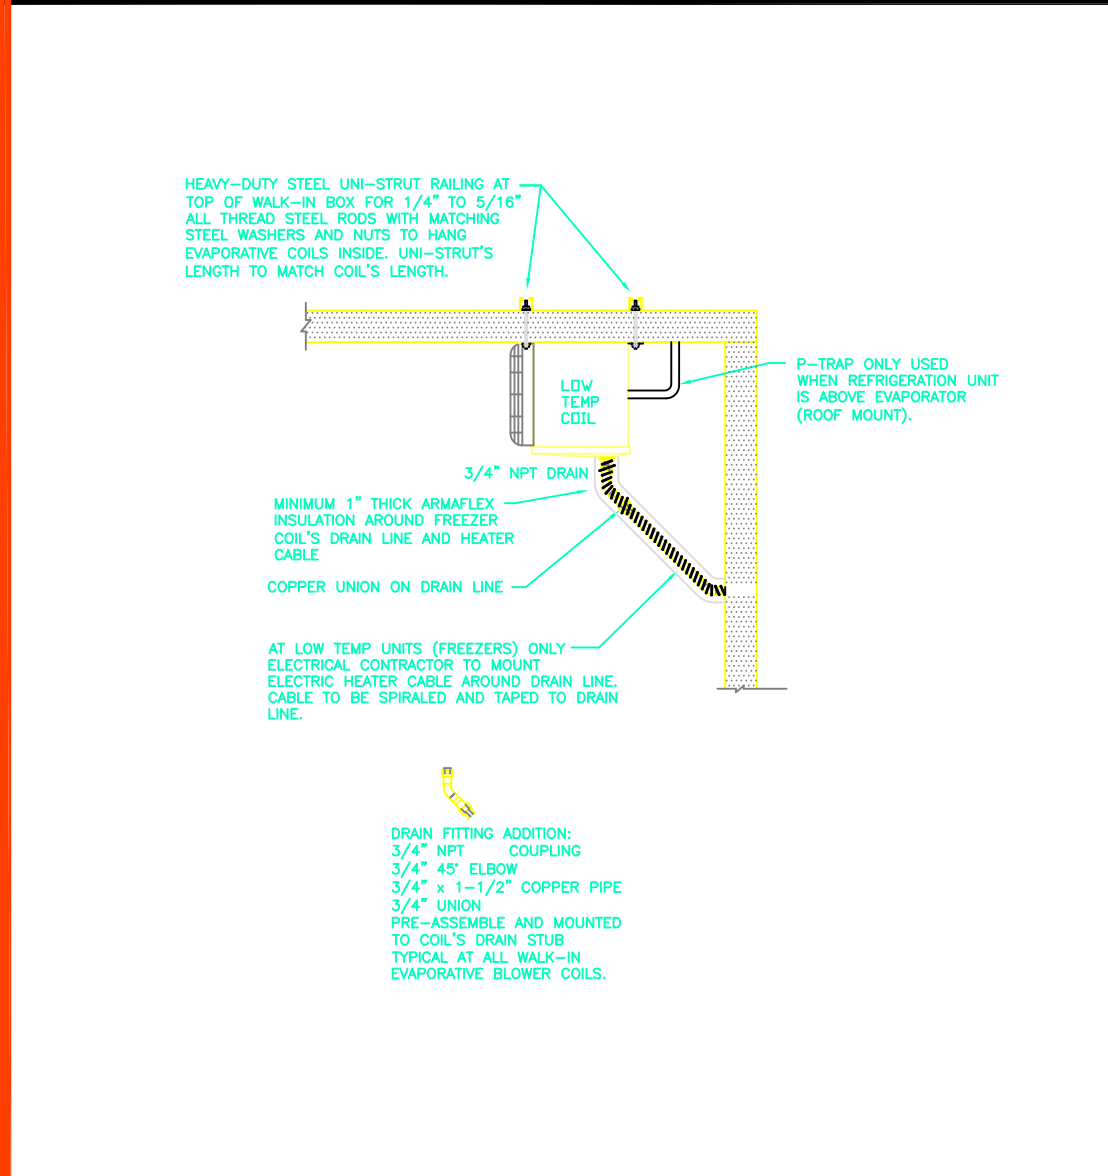 HEAVY-DUTY STEEL UNI-STRUT RAILING AT
TOP OF WALK-IN BOX FOR 1/4" TO 5/16"
ALL THREAD STEEL RODS WITH MATCHING
STEEL WASHERS AND NUTS TO HANG
EVAPORATIVE COILS INSIDE. UNI-STRUT'S
LENGTH TO MATCH COIL'S LENGTH.
P-TRAP ONLY USED
WHEN REFRIGERATION UNIT
IS ABOVE EVAPORATOR
(ROOF MOUNT).
LOW
TEMP
COIL
3/4" NPT DRAIN
MINIMUM 1" THICK ARMAFLEX
INSULATION AROUND FREEZER
COIL'S DRAIN LINE AND HEATER
CABLE
COPPER UNION ON DRAIN LINE
AT LOW TEMP UNITS (FREEZERS) ONLY
ELECTRICAL CONTRACTOR TO MOUNT
ELECTRIC HEATER CABLE AROUND DRAIN LINE.
CABLE TO BE SPIRALED AND TAPED TO DRAIN
LINE.
DRAIN FITTING ADDITION:
3/4" NPT COUPLING
3/4" 45° ELBOW
3/4" x 1-1/2" COPPER PIPE
3/4" UNION
PRE-ASSEMBLE AND MOUNTED
TO COIL'S DRAIN STUB
TYPICAL AT ALL WALK-IN
EVAPORATIVE BLOWER COILS.